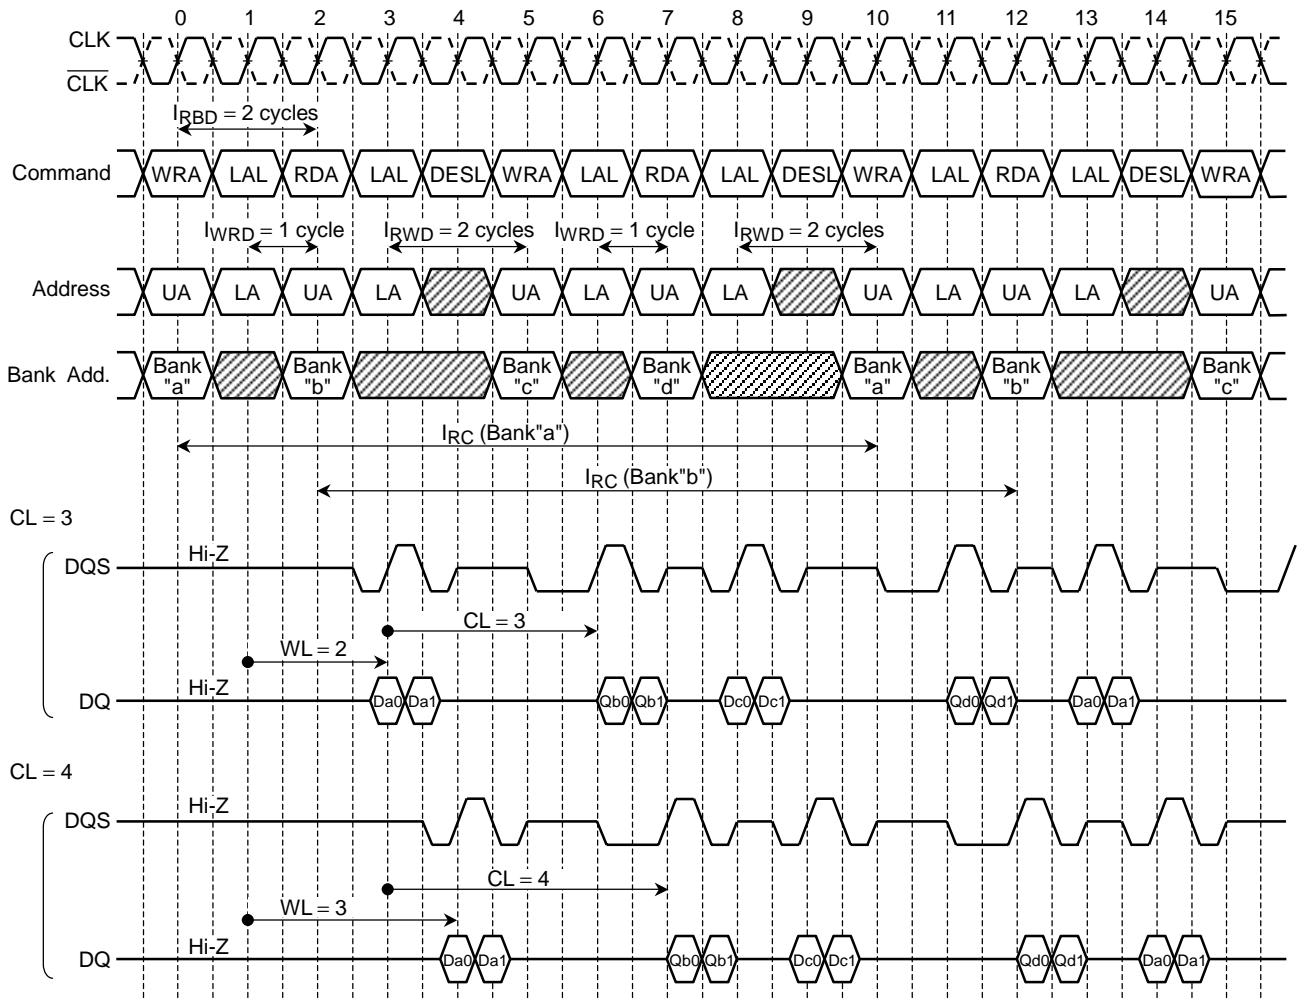 0 1 2 3 4 5 6 7 8 9 10 11 12 13 14 15
CLK
CLK
IRBD = 2 cycles
Command WRA LAL RDA LAL DESL WRA LAL RDA LAL DESL WRA LAL RDA LAL DESL WRA
IWRD = 1 cycle IRWD = 2 cycles IWRD = 1 cycle IRWD = 2 cycles
Address UA LA UA LA UA LA UA LA UA LA UA LA UA
Bank Add. Bank "a" Bank "b" Bank "c" Bank "d" Bank "a" Bank "b" Bank "c"
IRC (Bank"a")
IRC (Bank"b")
CL = 3
DQS Hi-Z
CL = 3
WL = 2
DQ Hi-Z Da0 Da1 Qb0 Qb1 Dc0 Dc1 Qd0 Qd1 Da0 Da1
CL = 4
DQS Hi-Z
CL = 4
WL = 3
DQ Hi-Z Da0 Da1 Qb0 Qb1 Dc0 Dc1 Qd0 Qd1 Da0 Da1